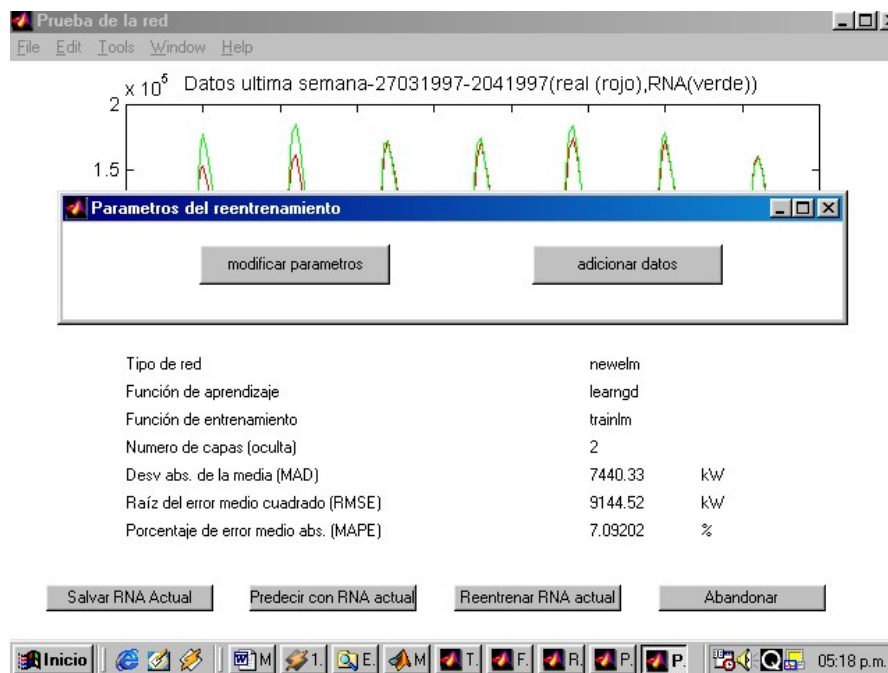 Prueba de la red
File Edit Tools Window Help
x 10^5 Datos ultima semana-27031997-2041997(real (rojo),RNA(verde))
2
1.5
Parametros del reentrenamiento
modificar parametros adicionar datos
Tipo de red newelm
Función de aprendizaje learngd
Función de entrenamiento trainlm
Numero de capas (oculta) 2
Desv abs. de la media (MAD) 7440.33 kW
Raíz del error medio cuadrado (RMSE) 9144.52 kW
Porcentaje de error medio abs. (MAPE) 7.09202 %
Salvar RNA Actual Predecir con RNA actual Reentrenar RNA actual Abandonar
Inicio M 1. E. M T. F. R. P. P. 05:18 p.m.